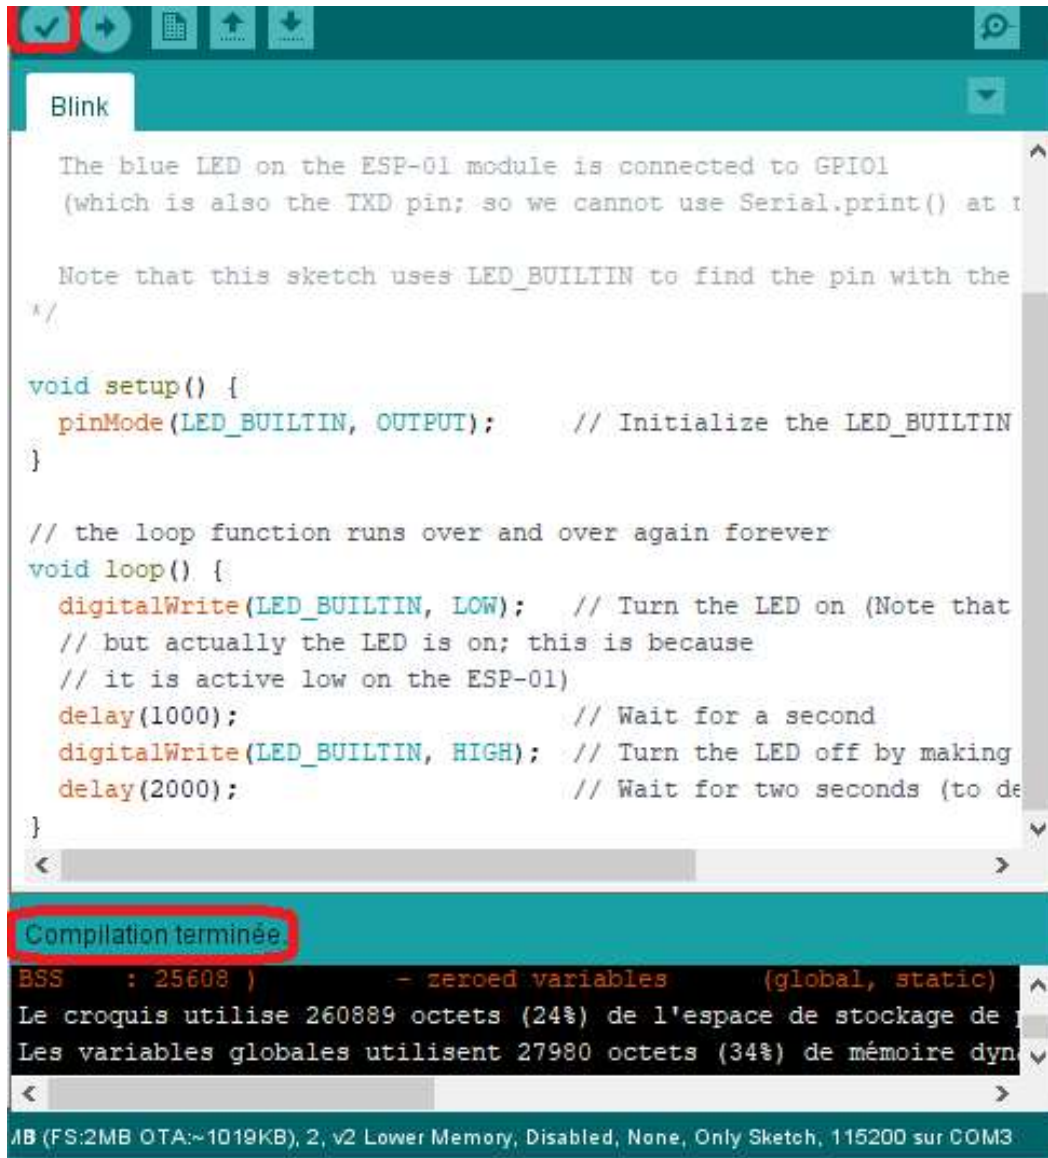 Blink
The blue LED on the ESP-01 module is connected to GPIO1
(which is also the TXD pin; so we cannot use Serial.print() at
Note that this sketch uses LED_BUILTIN to find the pin with the
*/
void setup() {
pinMode(LED_BUILTIN, OUTPUT); // Initialize the LED_BUILTIN
}
// the loop function runs over and over again forever
void loop() {
digitalWrite(LED_BUILTIN, LOW); // Turn the LED on (Note that
// but actually the LED is on; this is because
// it is active low on the ESP-01)
delay(1000); // Wait for a second
digitalWrite(LED_BUILTIN, HIGH); // Turn the LED off by making
delay(2000); // Wait for two seconds (to de
}
Compilation terminée.
BSS : 25608 ) - zeroed variables (global, static)
Le croquis utilise 260889 octets (24%) de l'espace de stockage de
Les variables globales utilisent 27980 octets (34%) de mémoire dyna
MB (FS:2MB OTA:~1019KB), 2, v2 Lower Memory, Disabled, None, Only Sketch, 115200 sur COM3